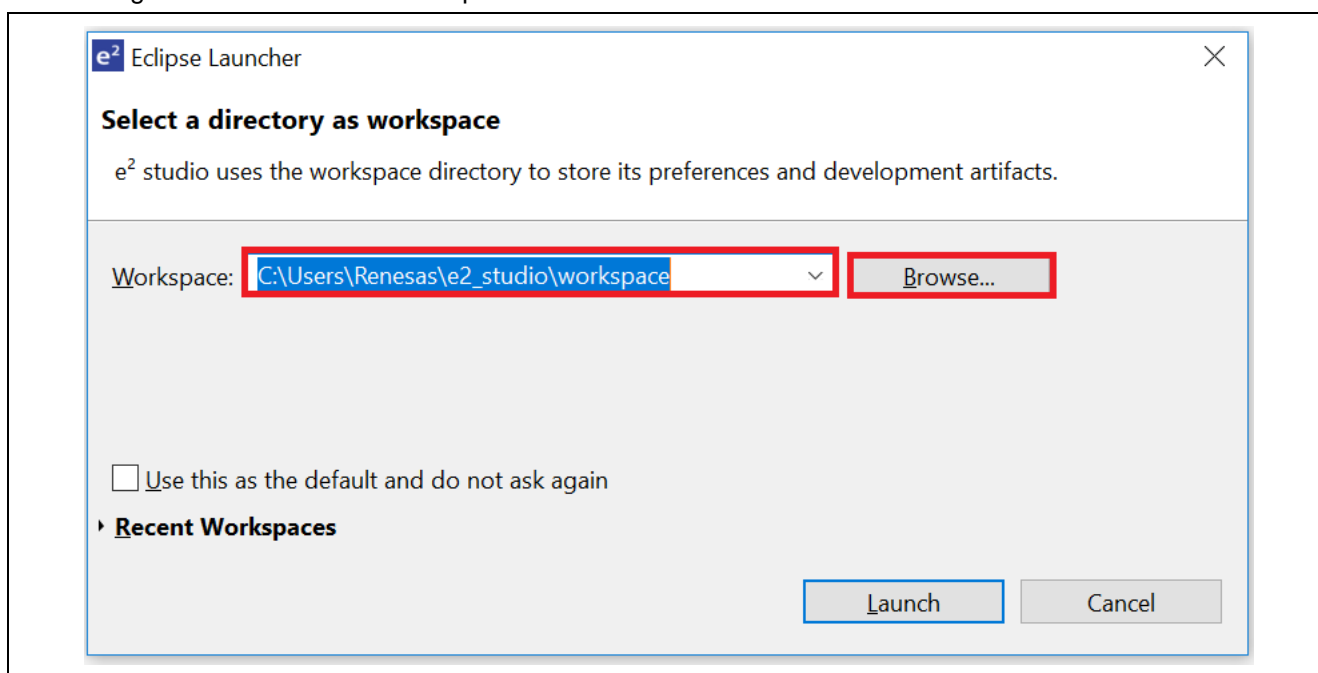 e² Eclipse Launcher
Select a directory as workspace
e² studio uses the workspace directory to store its preferences and development artifacts.
Workspace: C:\Users\Renesas\e2_studio\workspace Browse...
Use this as the default and do not ask again
Recent Workspaces
Launch Cancel